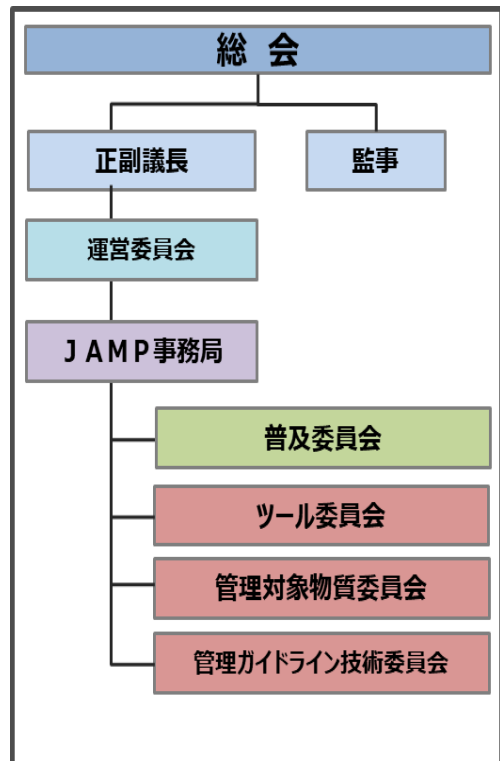 総 会
正副議長
監事
運営委員会
ＪＡＭＰ事務局
普及委員会
ツール委員会
管理対象物質委員会
管理ガイドライン技術委員会